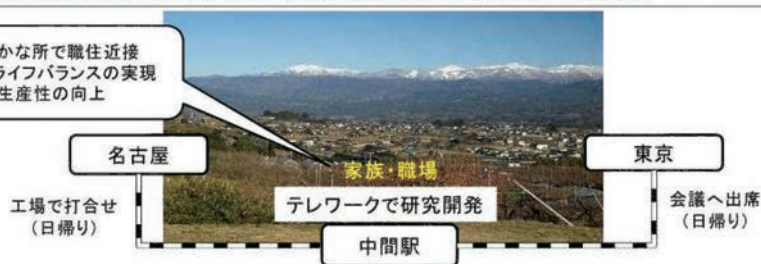 かな所で職住近接
ライフバランスの実現
生産性の向上
名古屋
東京
家族・職場
工場で打合せ
(日帰り)
テレワークで研究開発
会議へ出席
(日帰り)
中間駅